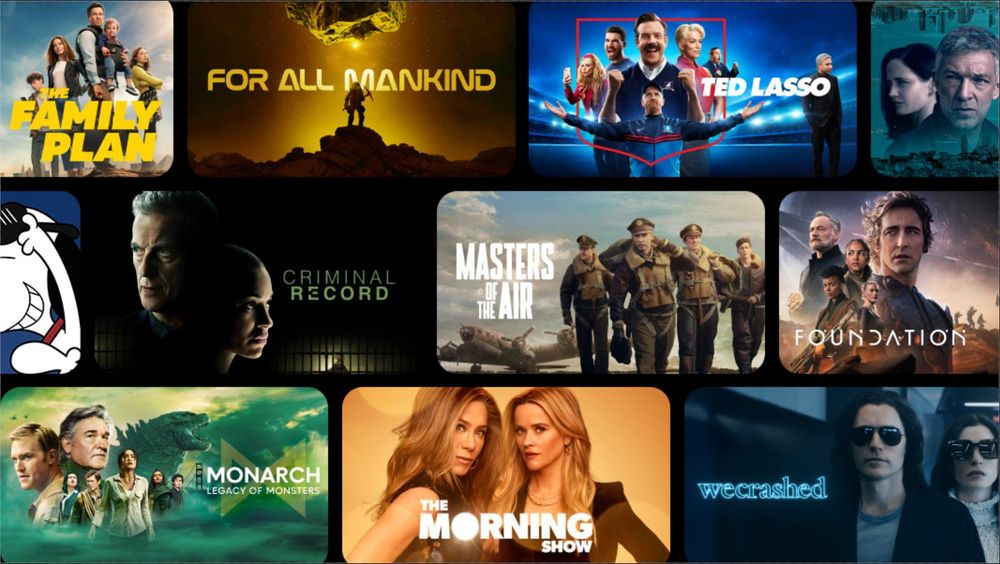 THE
FAMILY
PLAN
FOR ALL MANKIND
TED LASSO
CRIMINAL
RECORD
MASTERS
OF
THE AIR
FOUNDATION
MONARCH
LEGACY OF MONSTERS
THE
MORNING
SHOW
wecrashed